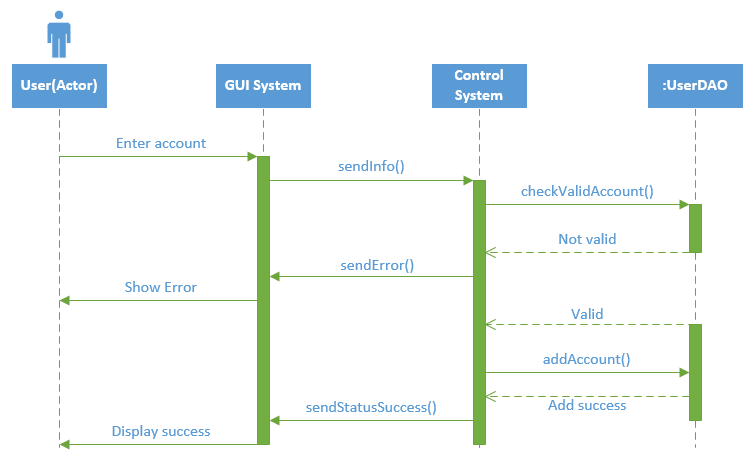 User(Actor)
GUI System
Control
System
:UserDAO
Enter account
sendInfo()
checkValidAccount()
Not valid
sendError()
Show Error
Valid
addAccount()
Add success
sendStatusSuccess()
Display success